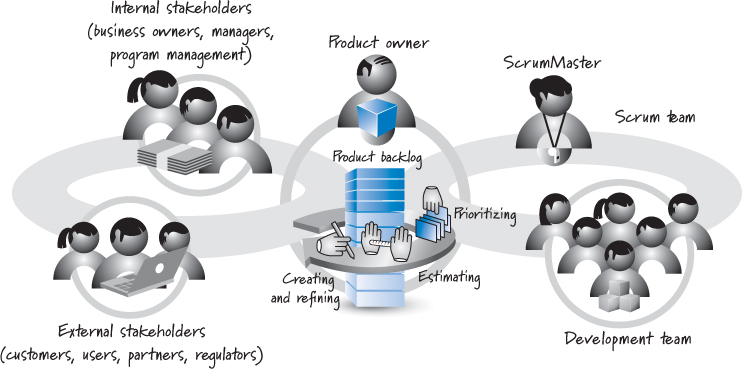 Internal stakeholders
(business owners, managers,
program management)
Product owner
ScrumMaster
Scrum team
Product backlog
Prioritizing
Creating
and refining
Estimating
External stakeholders
(customers, users, partners, regulators)
Development team